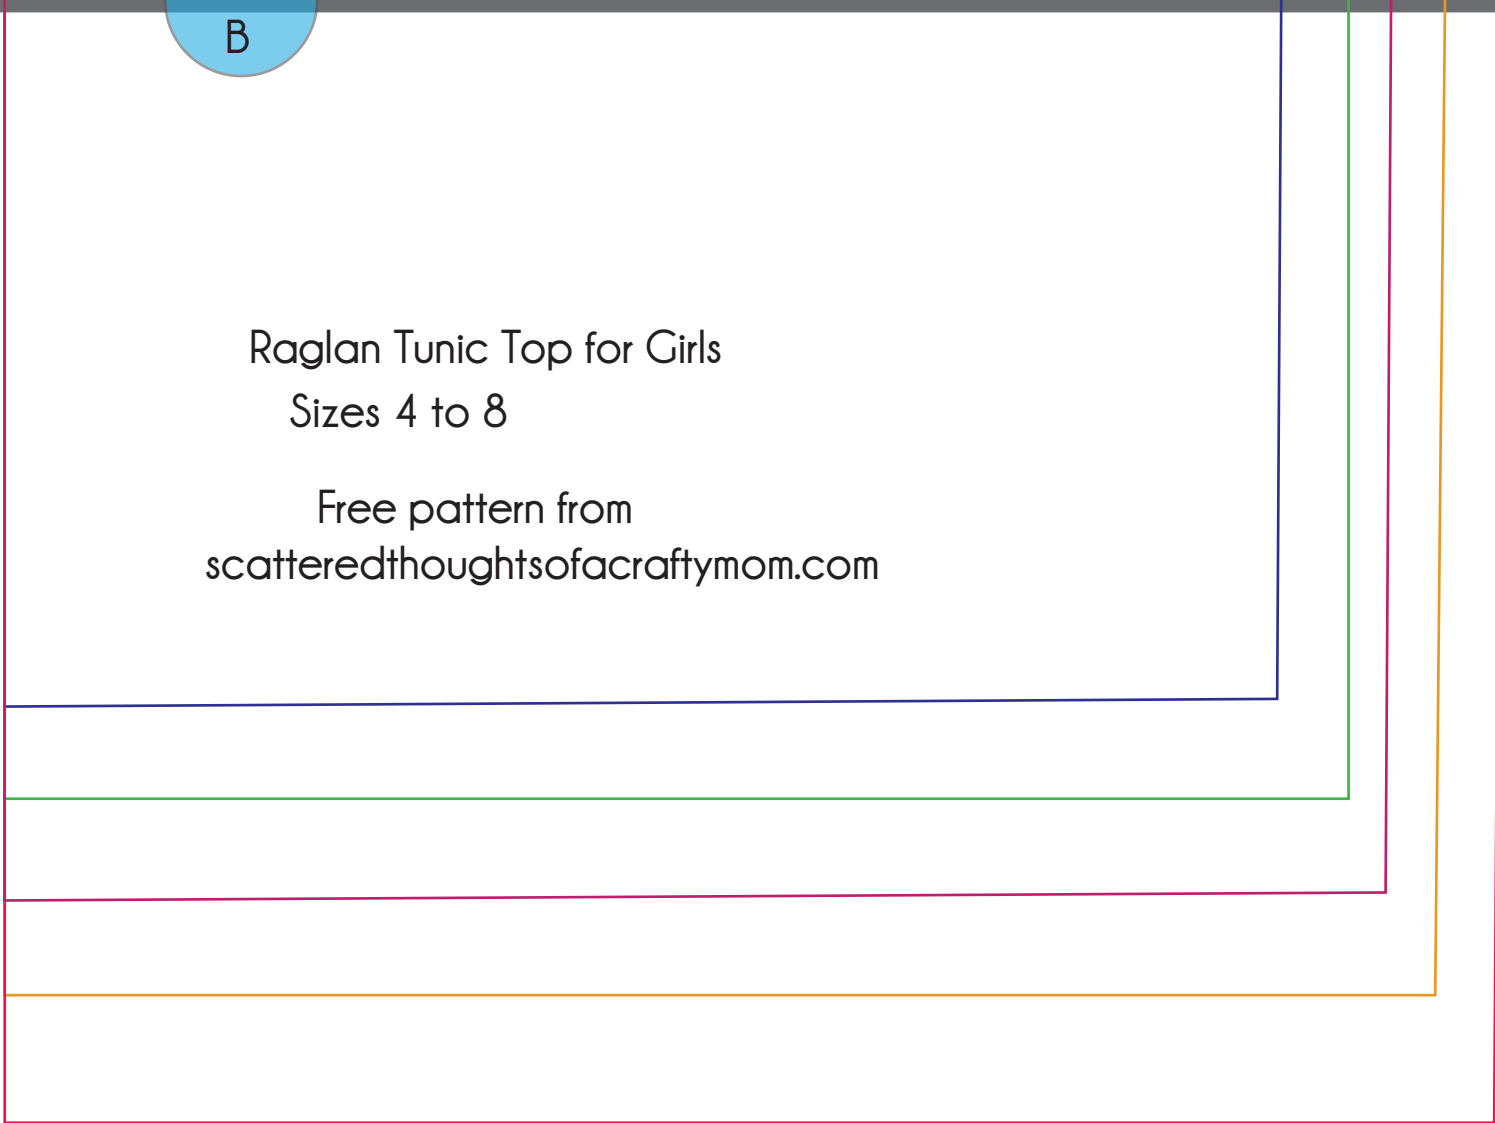 B
Raglan Tunic Top for Girls
Sizes 4 to 8
Free pattern from
scatteredthoughtsofacraftymom.com